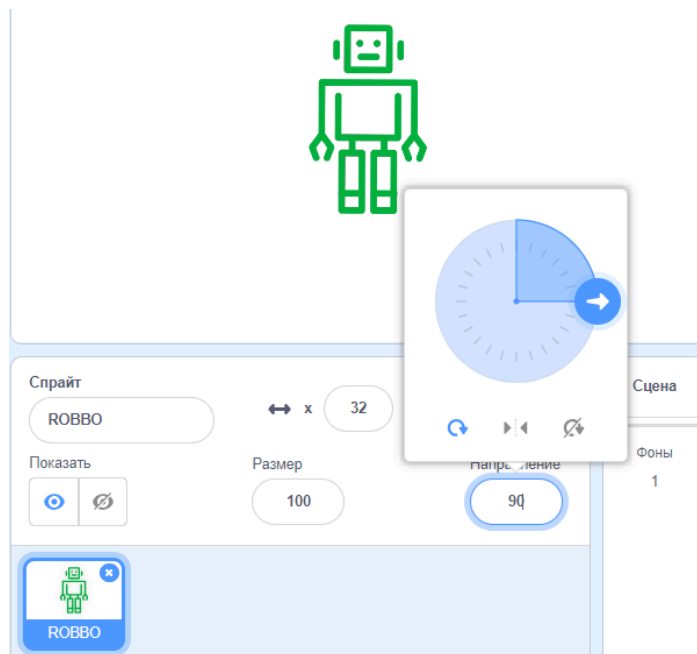 Спрайт
ROBBO
x 32
Сцена
Показать
Размер
Направление
100
90
Фоны
1
ROBBO